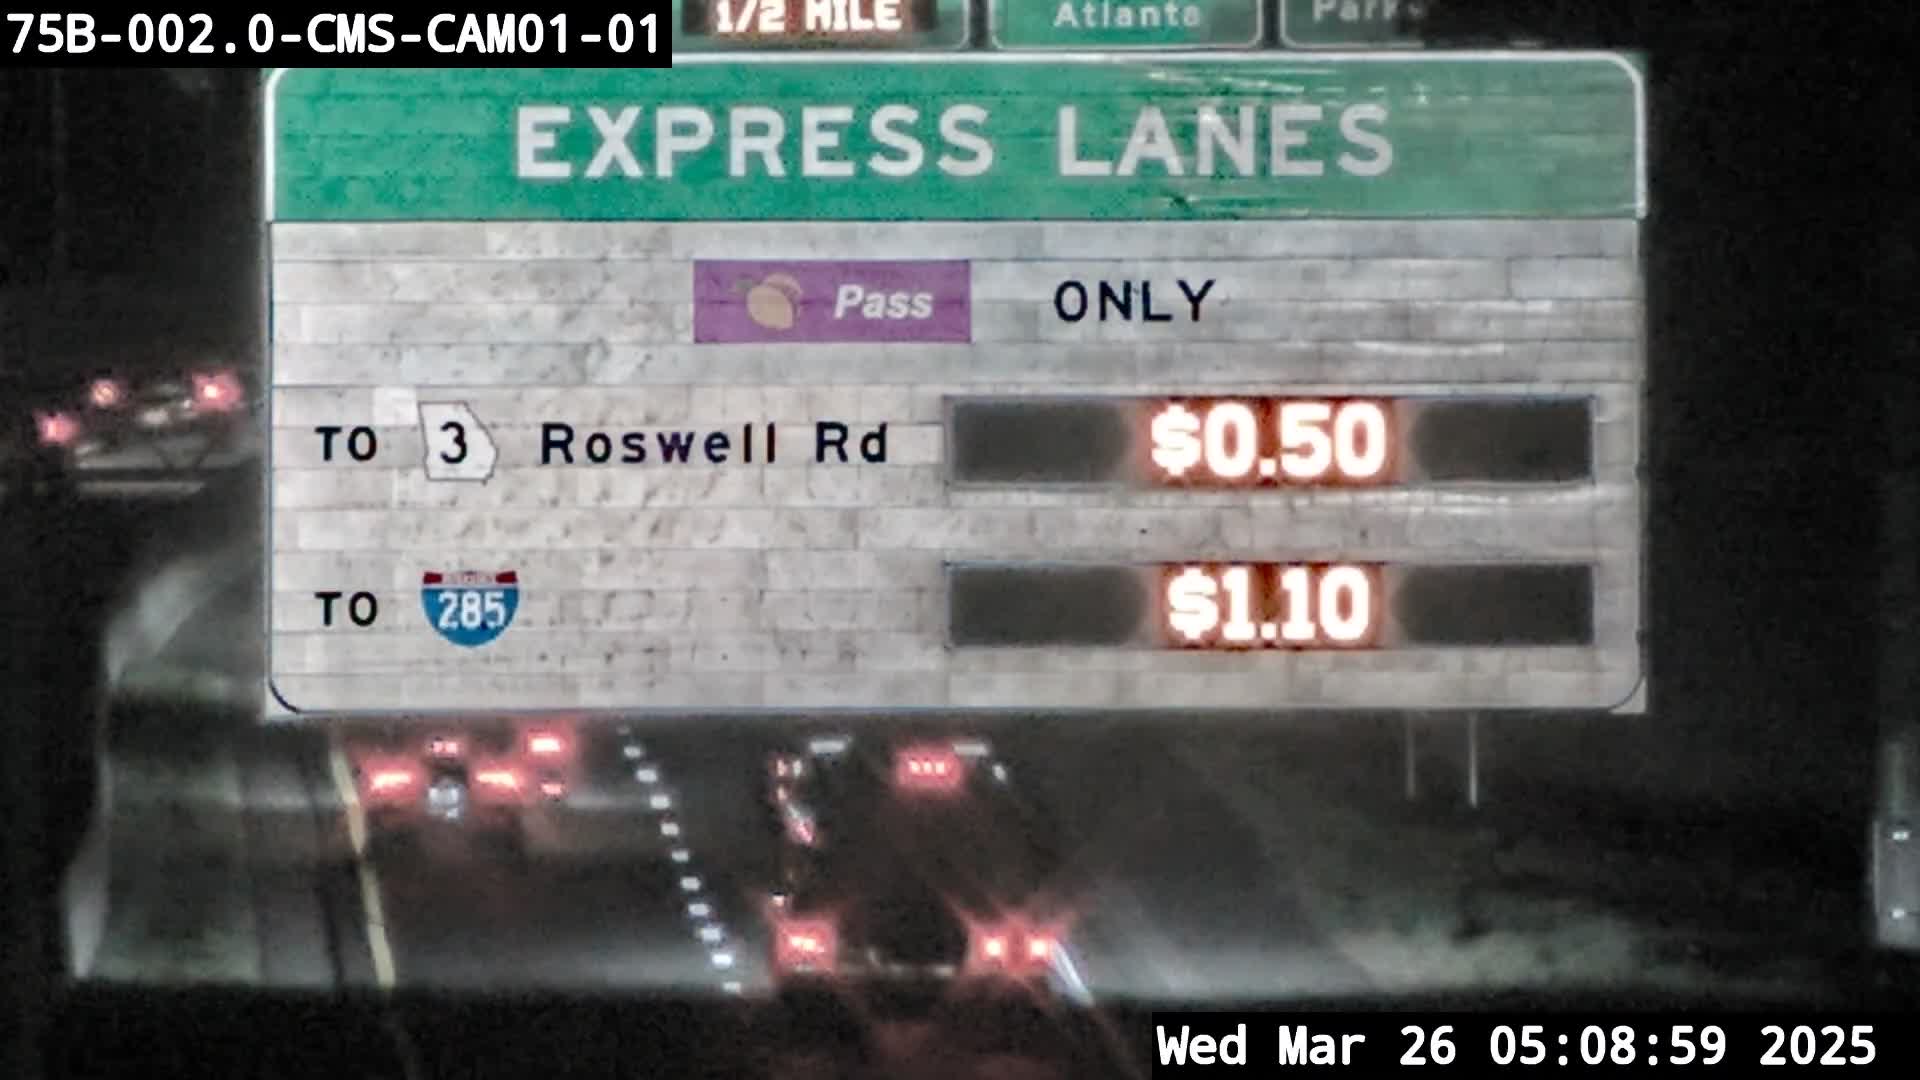 75B-002.0-CMS-CAM01-01
1/2 MILE
Atlanta
EXPRESS LANES
Pass ONLY
TO 3 Roswell Rd $0.50
TO 285 $1.10
Wed Mar 26 05:08:59 2025